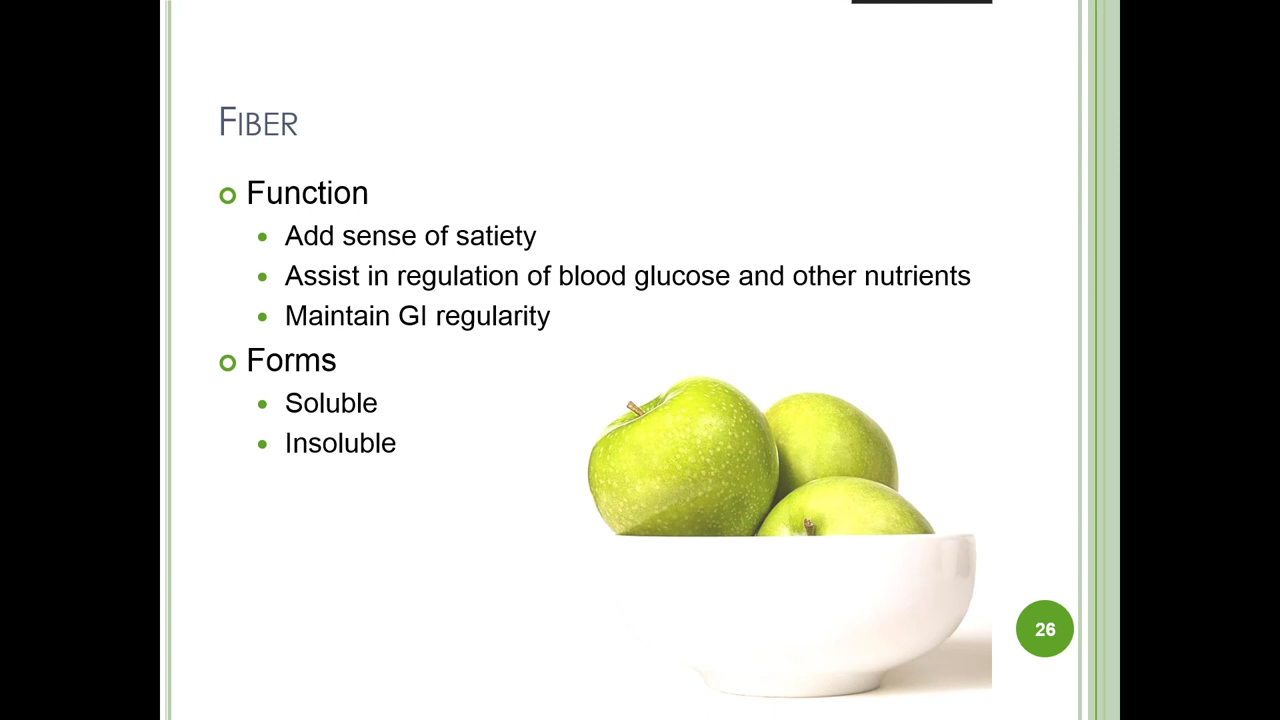 Fiber
Function
Add sense of satiety
Assist in regulation of blood glucose and other nutrients
Maintain GI regularity
Forms
Soluble
Insoluble
26